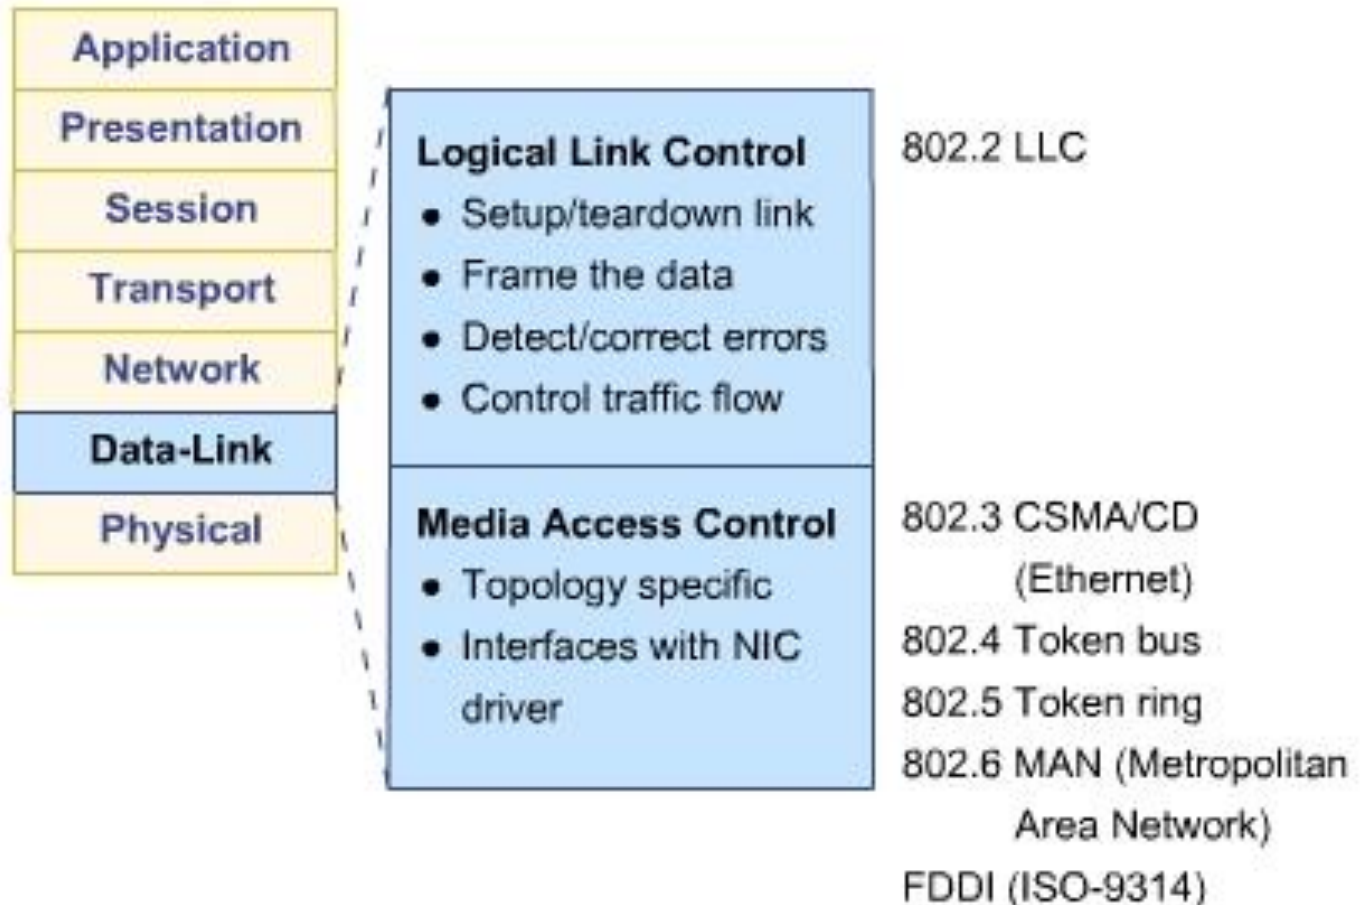 Application
Presentation
Session
Transport
Network
Data-Link
Physical
Logical Link Control
● Setup/teardown link
● Frame the data
● Detect/correct errors
● Control traffic flow
Media Access Control
● Topology specific
● Interfaces with NIC
driver
802.2 LLC
802.3 CSMA/CD
(Ethernet)
802.4 Token bus
802.5 Token ring
802.6 MAN (Metropolitan
Area Network)
FDDI (ISO-9314)